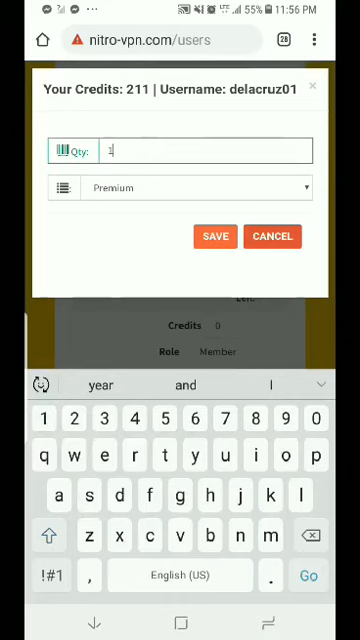 55% 11:56 PM
nitro-vpn.com/users
28
Your Credits: 211 | Username: delacruz01
×
Qty: 1
Premium
SAVE CANCEL
Credits 0
Role Member
year and I
1 2 3 4 5 6 7 8 9 0
q w e r t y u i o p
a s d f g h j k l
z x c v b n m
!#1 , English (US) . Go